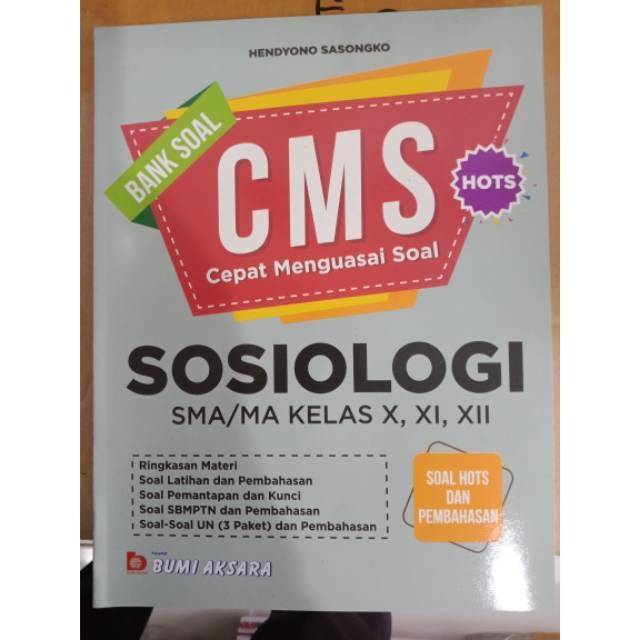 HENDYONO SASONGKO
BANK SOAL
CMS
Cepat Menguasai Soal
HOTS
SOSIOLOGI
SMA/MA KELAS X, XI, XII
Ringkasan Materi
Soal Latihan dan Pembahasan
Soal Pemantapan dan Kunci
Soal SBMPTN dan Pembahasan
Soal-Soal UN (3 Paket) dan Pembahasan
SOAL HOTS
DAN
PEMBAHASAN
BUMI AKSARA